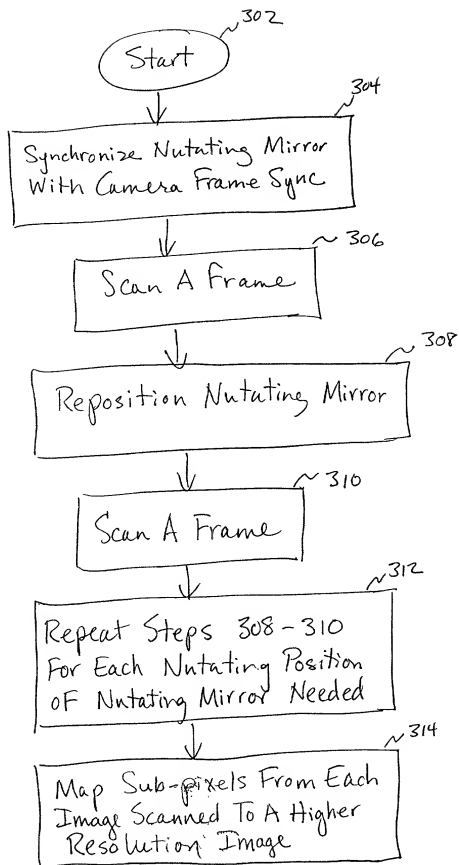 302
Start
304
Synchronize Nutating Mirror
With Camera Frame Sync
306
Scan A Frame
308
Reposition Nutating Mirror
310
Scan A Frame
312
Repeat Steps 308-310
For Each Nutating Position
OF Nutating Mirror Needed
314
Map Sub-pixels From Each
Image Scanned To A Higher
Resolution Image